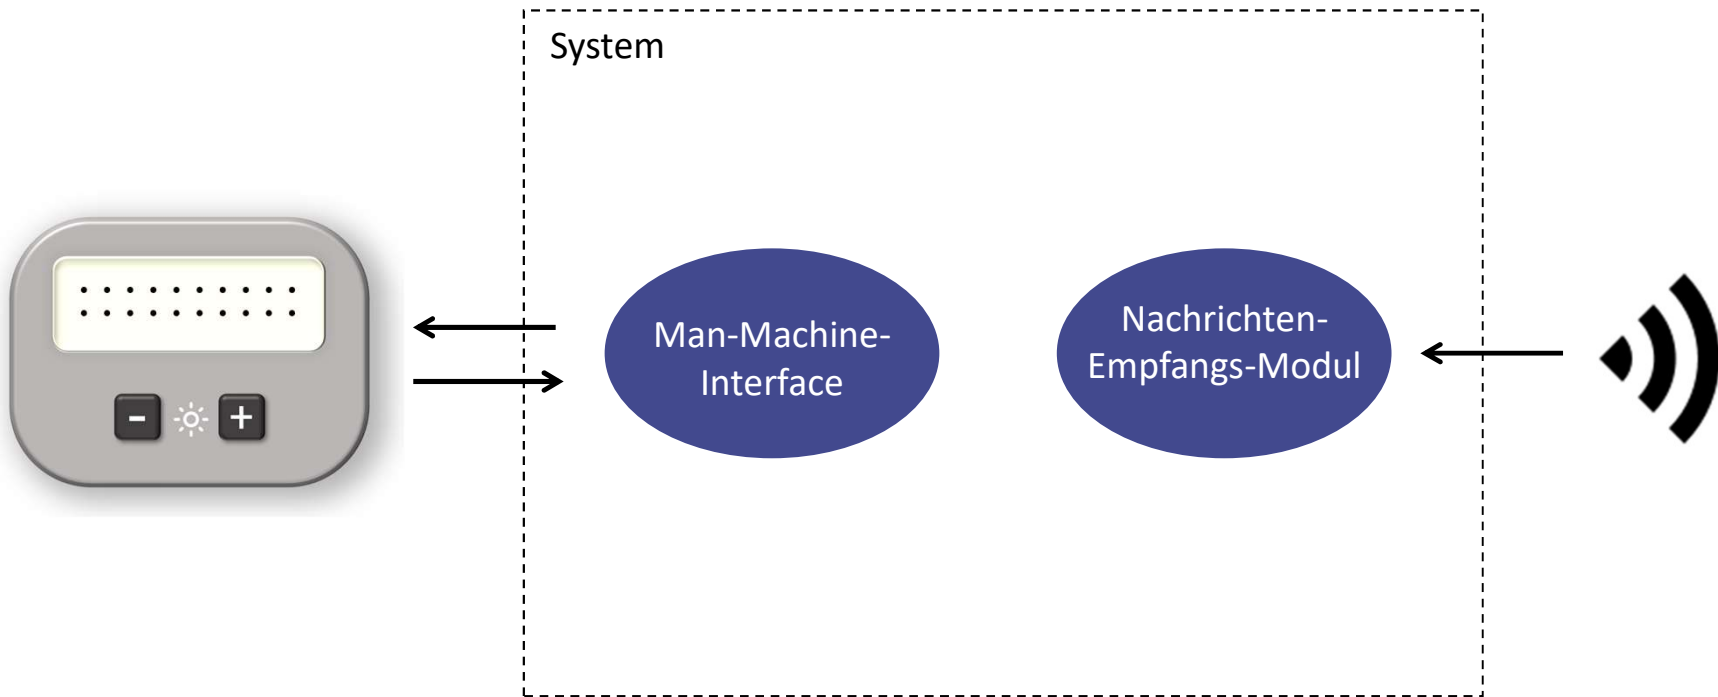 System
Man-Machine-
Interface
Nachrichten-
Empfangs-Modul
- +